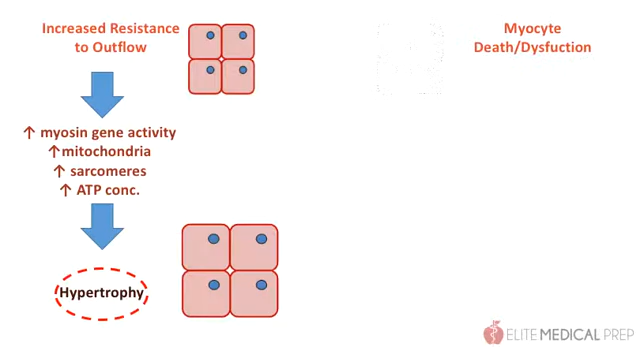 Increased Resistance
to Outflow
↑ myosin gene activity
↑mitochondria
↑ sarcomeres
↑ ATP conc.
Hypertrophy
Myocyte
Death/Dysfuction
ELITE MEDICAL PREP